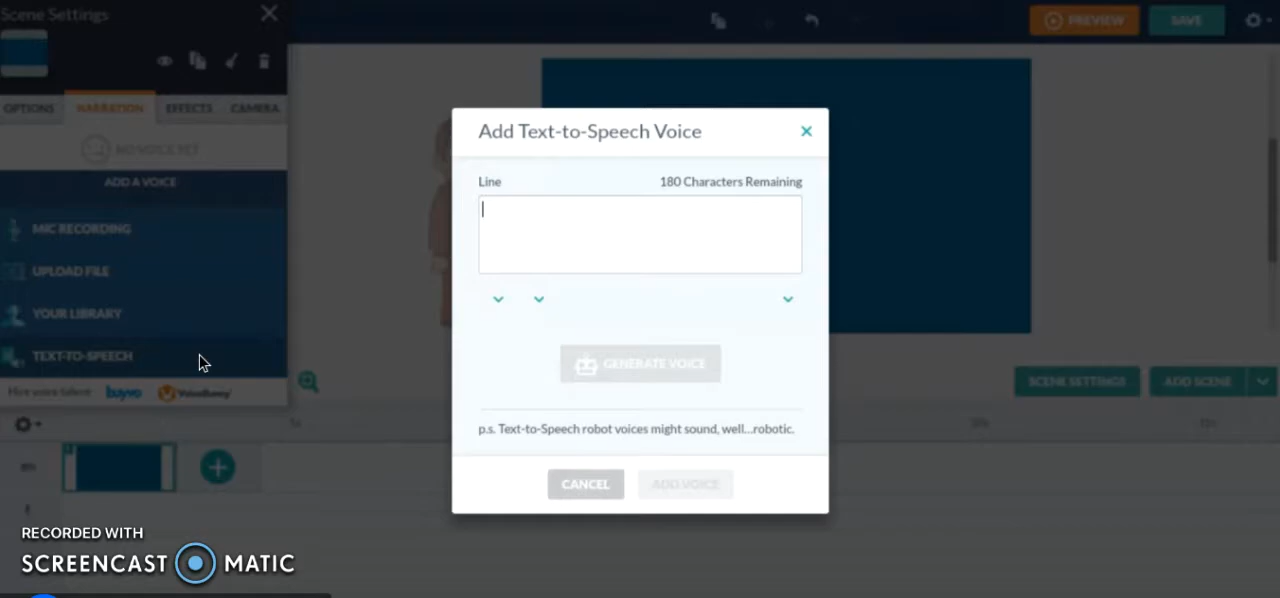 Scene Settings
PREVIEW
SAVE
OPTIONS
NARRATION
EFFECTS
CAMERA
NO VOICE YET
ADD A VOICE
MIC RECORDING
UPLOAD FILE
YOUR LIBRARY
TEXT-TO-SPEECH
Hire voice talent
VoiceBunny
Add Text-to-Speech Voice
Line
180 Characters Remaining
GENERATE VOICE
p.s. Text-to-Speech robot voices might sound, well...robotic.
CANCEL
ADD VOICE
SCENE SETTINGS
ADD SCENE
RECORDED WITH
SCREENCAST MATIC